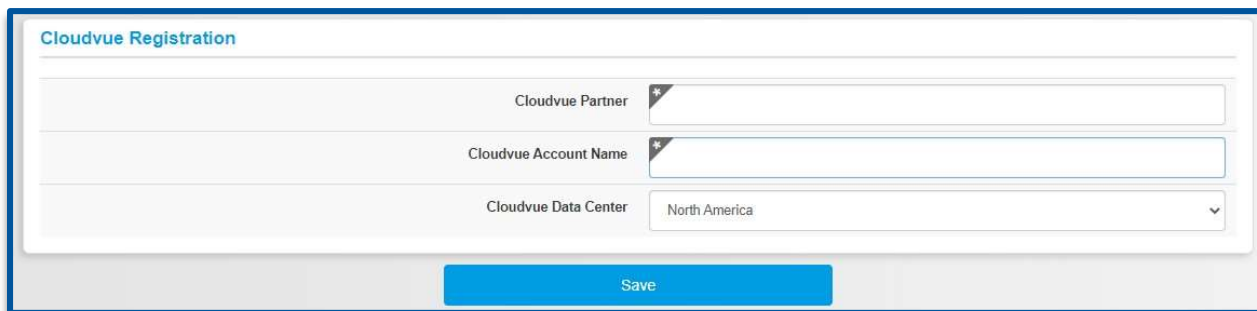 Cloudvue Registration
Cloudvue Partner
*
Cloudvue Account Name
*
Cloudvue Data Center
North America
Save